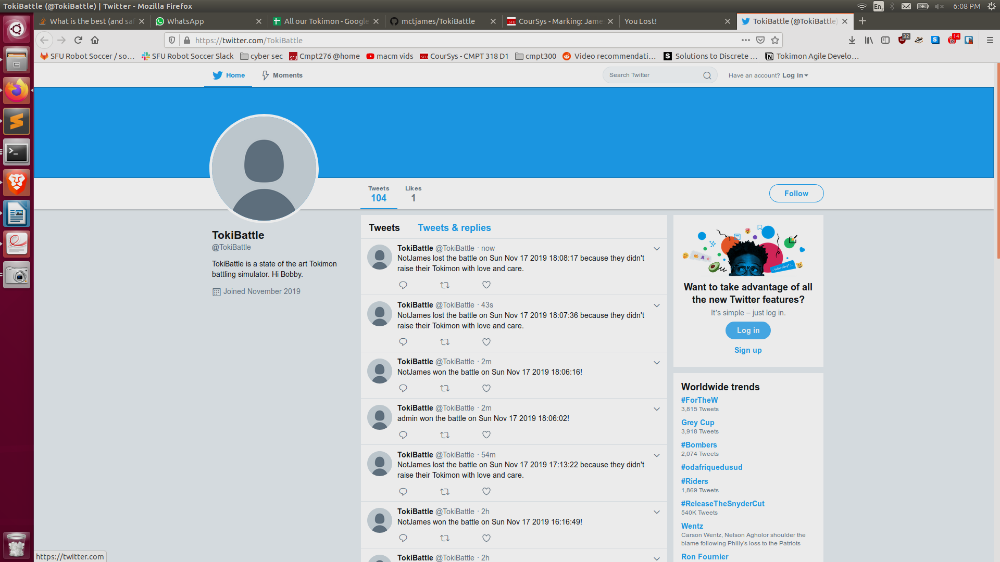 TokiBattle (@TokiBattle) | Twitter - Mozilla Firefox
En
6:08 PM
What is the best (and saf
WhatsApp
All our Tokimon - Google
mctjames/TokiBattle
CourSys - Marking: Jame
You Lost!
TokiBattle (@TokiBattle)
https://twitter.com/TokiBattle
32
14
SFU Robot Soccer / so...
SFU Robot Soccer Slack
cyber sec
Cmpt276 @home
macm vids
CourSys - CMPT 318 D1
cmpt300
Video recommendati...
Solutions to Discrete ...
Tokimon Agile Develo...
Home
Moments
Search Twitter
Have an account? Log in
Tweets
104
Likes
1
Follow
TokiBattle
@TokiBattle
TokiBattle is a state of the art Tokimon
battling simulator. Hi Bobby.
Joined November 2019
Tweets
Tweets & replies
TokiBattle @TokiBattle · now
NotJames lost the battle on Sun Nov 17 2019 18:08:17 because they didn't
raise their Tokimon with love and care.
TokiBattle @TokiBattle · 43s
NotJames lost the battle on Sun Nov 17 2019 18:07:36 because they didn't
raise their Tokimon with love and care.
TokiBattle @TokiBattle · 2m
NotJames won the battle on Sun Nov 17 2019 18:06:16!
TokiBattle @TokiBattle · 2m
admin won the battle on Sun Nov 17 2019 18:06:02!
TokiBattle @TokiBattle · 54m
NotJames lost the battle on Sun Nov 17 2019 17:13:22 because they didn't
raise their Tokimon with love and care.
TokiBattle @TokiBattle · 2h
NotJames won the battle on Sun Nov 17 2019 16:16:49!
TokiBattle @TokiBattle · 2h
Want to take advantage of all
the new Twitter features?
It's simple – just log in.
Log in
Sign up
Worldwide trends
#ForTheW
3,815 Tweets
Grey Cup
3,918 Tweets
#Bombers
2,074 Tweets
#odafriquedusud
#Riders
1,869 Tweets
#ReleaseTheSnyderCut
540K Tweets
Wentz
Carson Wentz, Nelson Agholor shoulder the
blame following Philly's loss to the Patriots
Ron Fournier
https://twitter.com